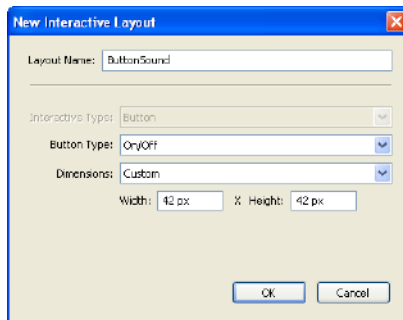 New Interactive Layout
Layout Name: ButtonSound
Interactive Type: Button
Button Type: On/Off
Dimensions: Custom
Width: 42 px X Height: 42 px
OK Cancel